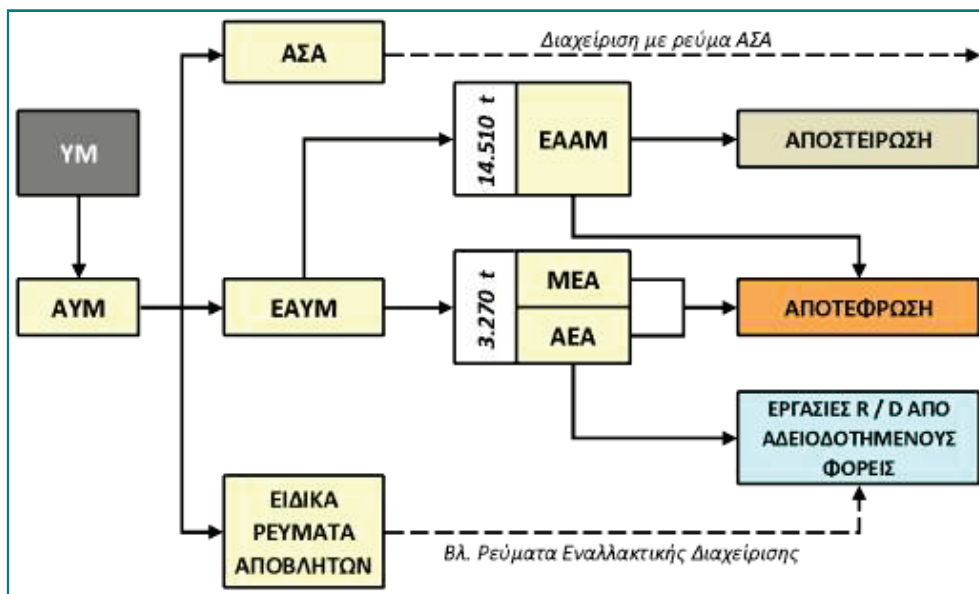 ΑΣΑ
Διαχείριση με ρεύμα ΑΣΑ
ΥΜ
14.510 t
ΕΑΑΜ
ΑΠΟΣΤΕΙΡΩΣΗ
ΑΥΜ
ΕΑΥΜ
3.270 t
ΜΕΑ
ΑΕΑ
ΑΠΟΤΕΦΡΩΣΗ
ΕΡΓΑΣΙΕΣ R / D ΑΠΟ
ΑΔΕΙΟΔΟΤΗΜΕΝΟΥΣ
ΦΟΡΕΙΣ
ΕΙΔΙΚΑ
ΡΕΥΜΑΤΑ
ΑΠΟΒΛΗΤΩΝ
Βλ. Ρεύματα Εναλλακτικής Διαχείρισης